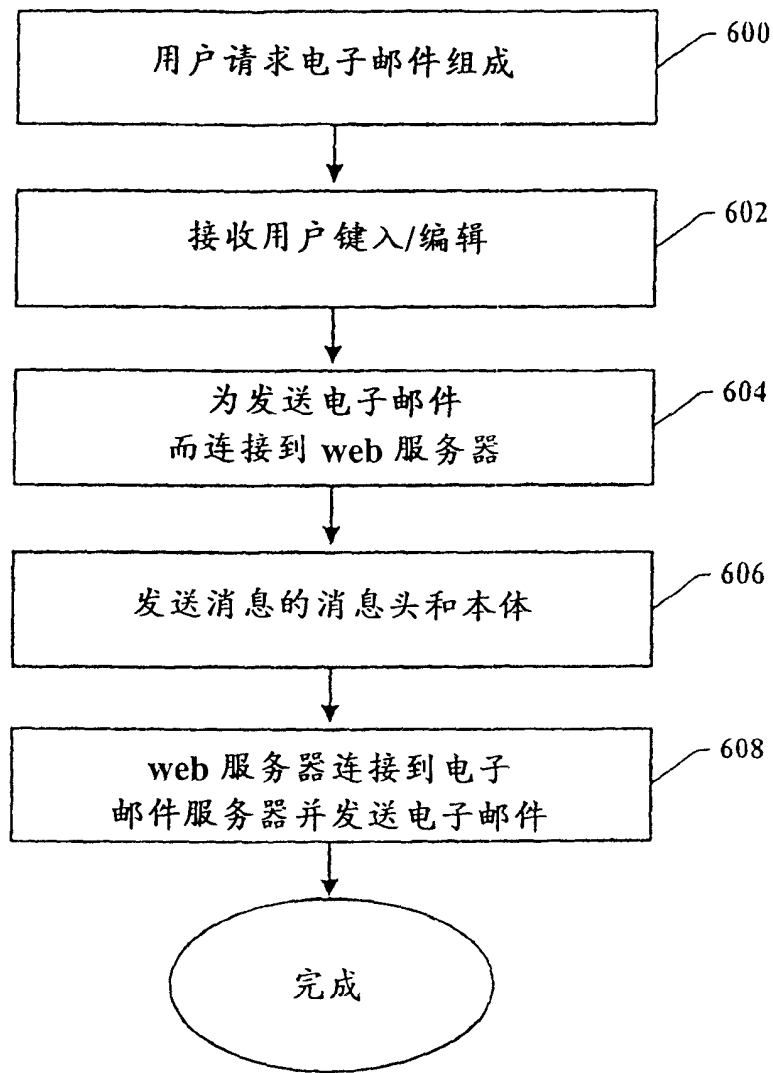 用户请求电子邮件组成
600
接收用户键入/编辑
602
为发送电子邮件
而连接到 web 服务器
604
发送消息的消息头和本体
606
web 服务器连接到电子
邮件服务器并发送电子邮件
608
完成